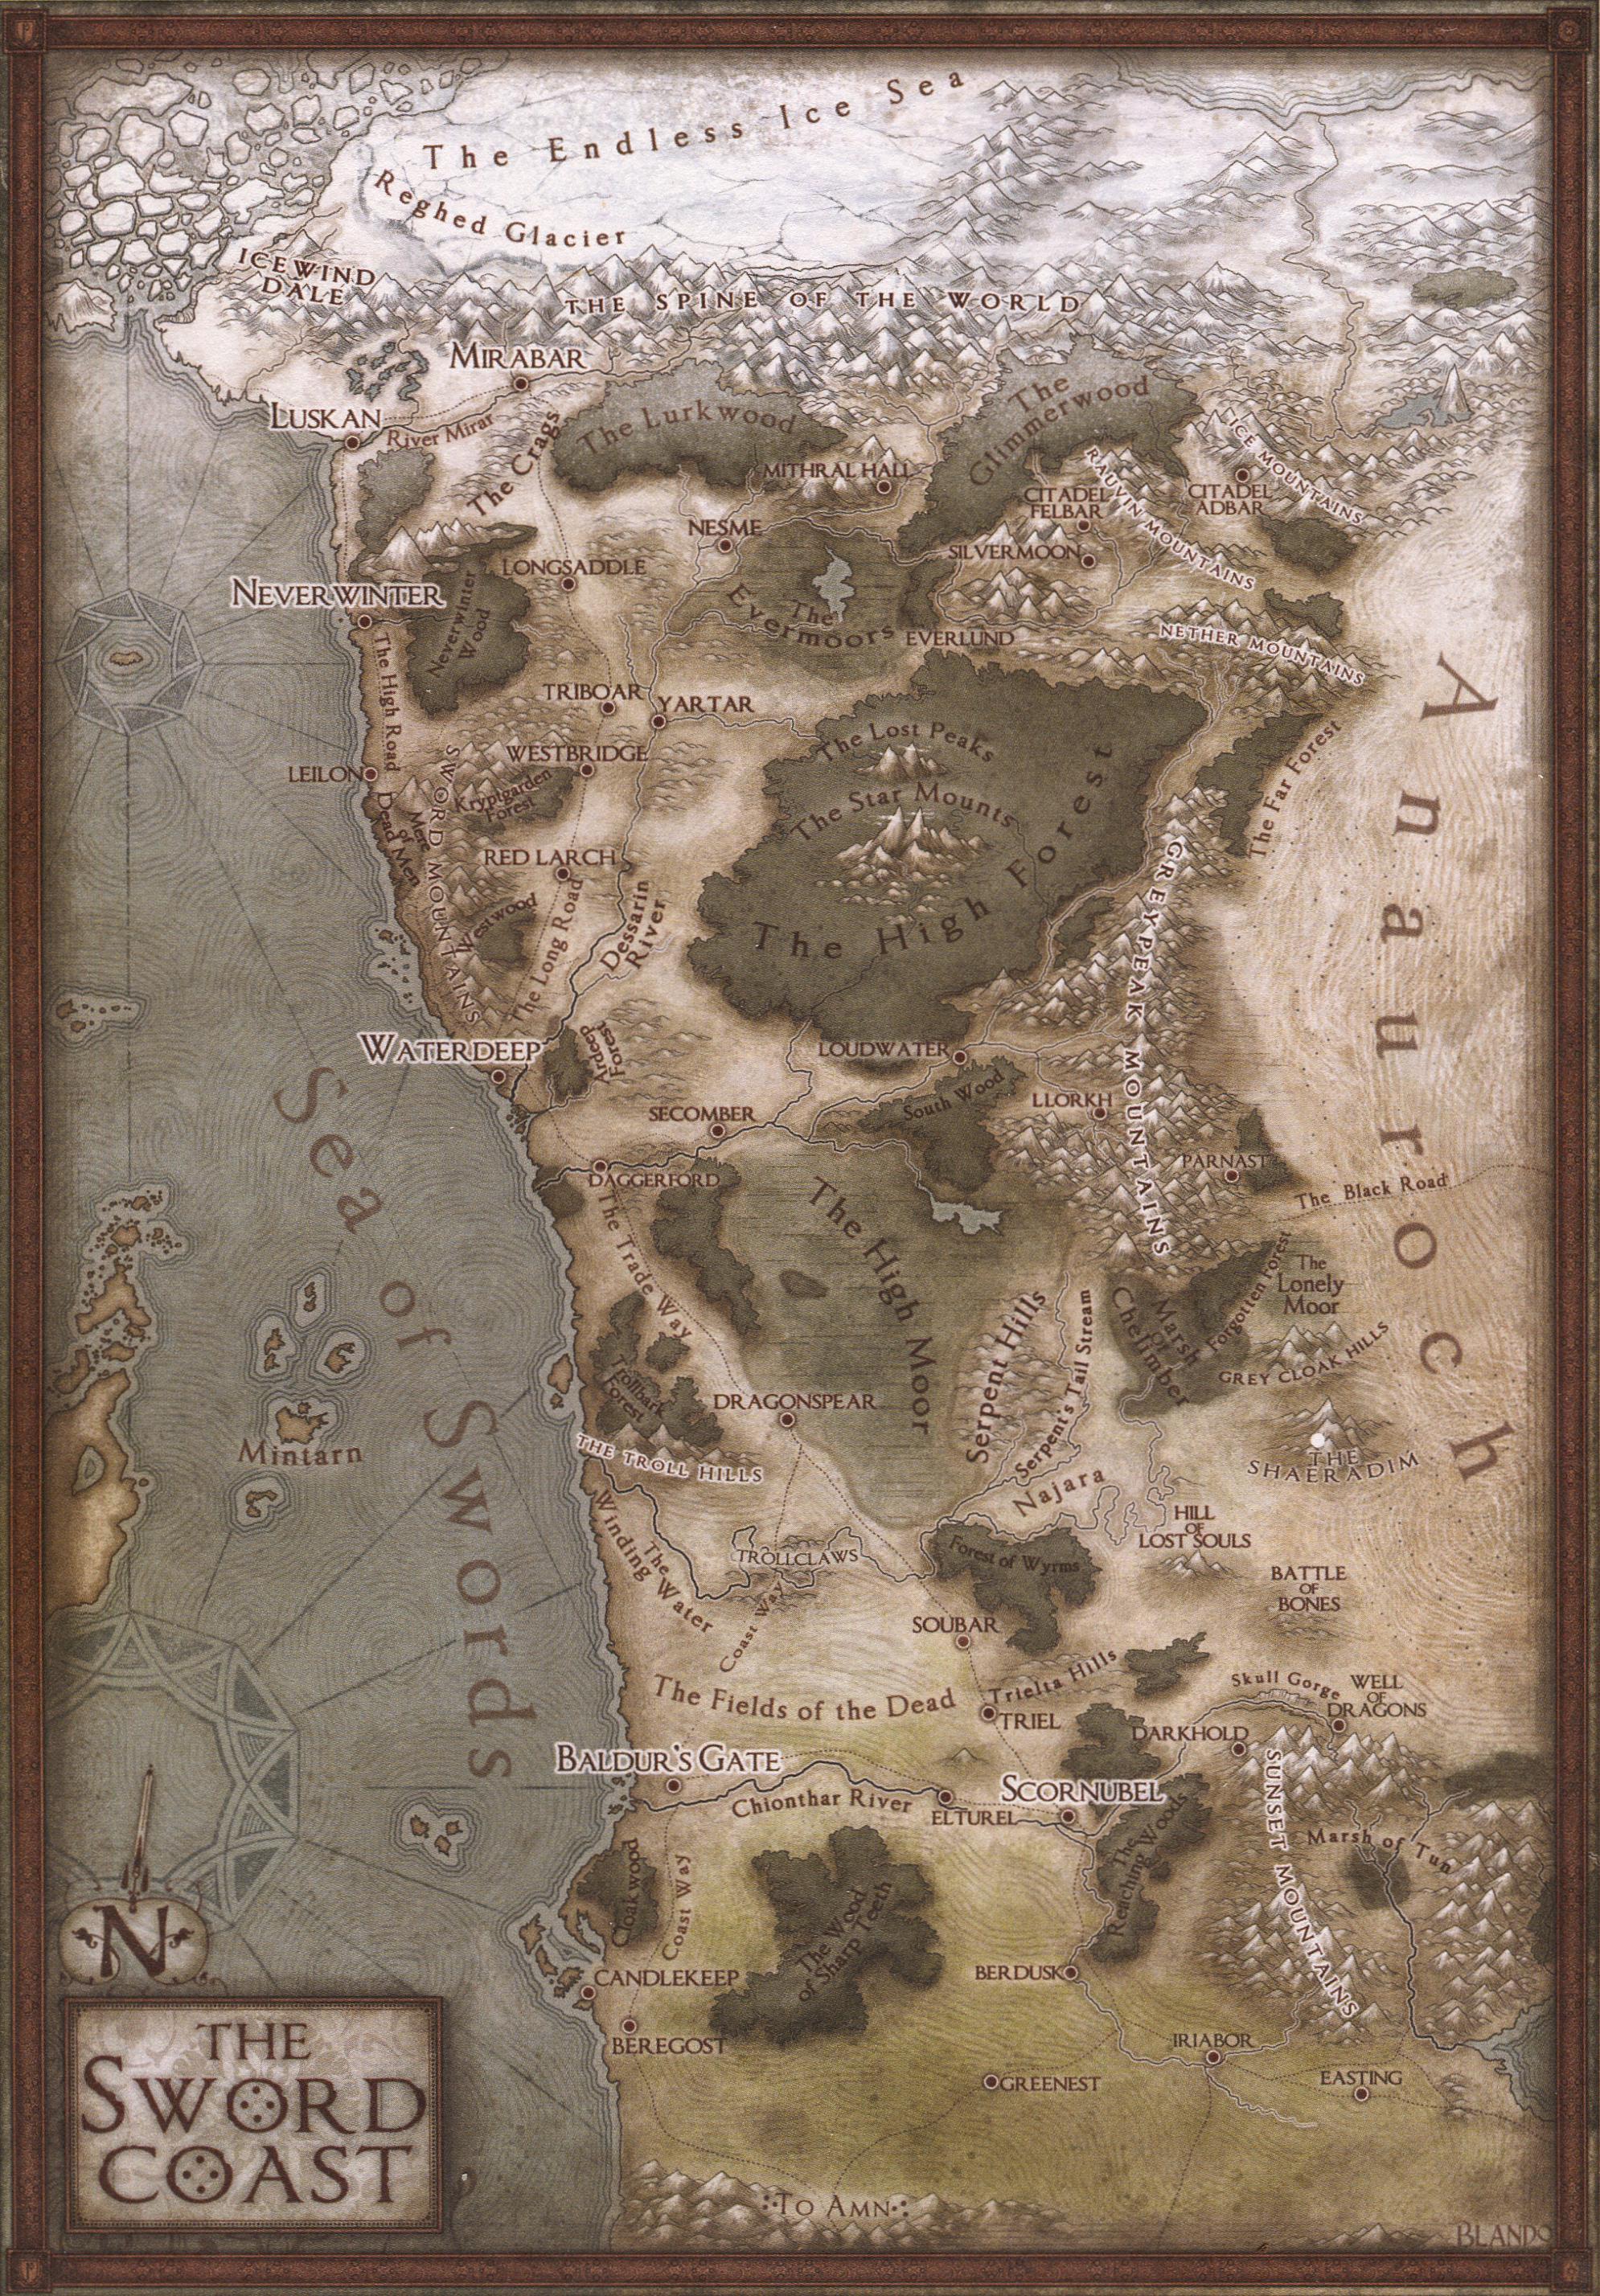 The Endless Ice Sea
Reghed Glacier
ICEWIND
DALE
THE SPINE OF THE WORLD
MIRABAR
LUSKAN
River Mirar
The Crags
The Lurkwood
The
Glimmerwood
MITHRAL HALL
ICE MOUNTAINS
RAUVIN MOUNTAINS
CITADEL
FELBAR
CITADEL
ADBAR
NESME
SILVERMOON
LONGSADDLE
NEVERWINTER
Neverwinter
Wood
The
Evermoors
EVERLUND
NETHER MOUNTAINS
The High Road
TRIBOAR
YARTAR
The Lost Peaks
WESTBRIDGE
LEILON
Kryptgarden
Forest
The Star Mounts
The Far Forest
Mere
of
Dead Men
SWORD MOUNTAINS
RED LARCH
Westwood
The Long Road
Dessarin
River
The High Forest
GREYPEAK MOUNTAINS
Anauroch
WATERDEEP
Ardeep
Forest
LOUDWATER
South Wood
LLORKH
SECOMBER
PARNAST
DAGGERFORD
The Black Road
Sea of Swords
The Trade Way
The High Moor
The
Lonely
Moor
Forgotten Forest
Marsh
of
Chelimber
GREY CLOAK HILLS
Serpent Hills
Serpent's Tail Stream
Trollbark
Forest
DRAGONSPEAR
Mintarn
THE TROLL HILLS
THE
SHAERADIM
Najara
HILL
OF
LOST SOULS
The
Winding
Water
TROLLCLAWS
Forest of Wyrms
BATTLE
OF
BONES
Coast Way
SOUBAR
Trielta Hills
The Fields of the Dead
TRIEL
Skull Gorge
WELL
OF
DRAGONS
DARKHOLD
BALDUR'S GATE
Chionthar River
ELTUREL
SCORNUBEL
The
Reaching Woods
SUNSET MOUNTAINS
Marsh of Tun
Cloakwood
Coast Way
The Wood
of Sharp Teeth
CANDLEKEEP
BERDUSK
BEREGOST
IRIABOR
GREENEST
EASTING
N
THE
SWORD
COAST
TO AMN
BLANDO